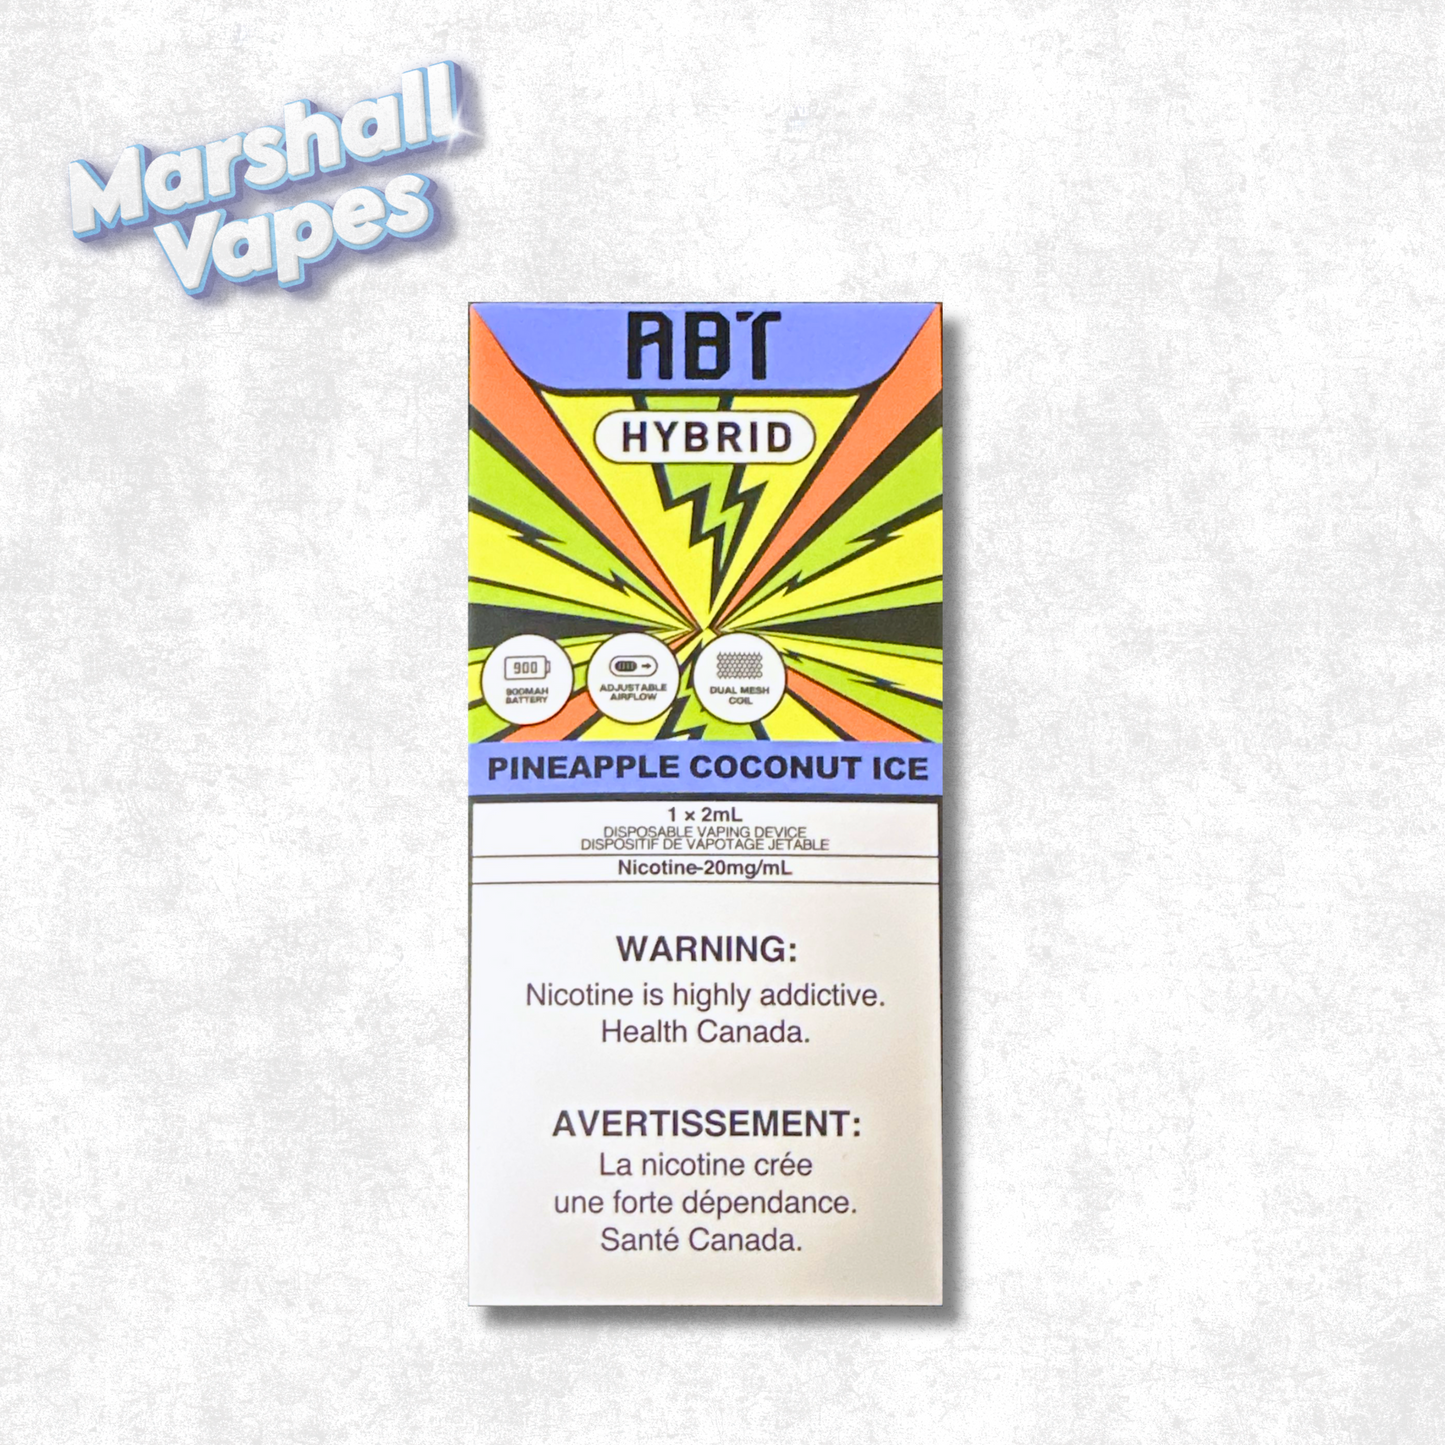 Marshall
Vapes
ABT
HYBRID
900
900MAH
BATTERY
ADJUSTABLE
AIRFLOW
DUAL MESH
COIL
PINEAPPLE COCONUT ICE
1 × 2mL
DISPOSABLE VAPING DEVICE
DISPOSITIF DE VAPOTAGE JETABLE
Nicotine-20mg/mL
WARNING:
Nicotine is highly addictive.
Health Canada.
AVERTISSEMENT:
La nicotine crée
une forte dépendance.
Santé Canada.